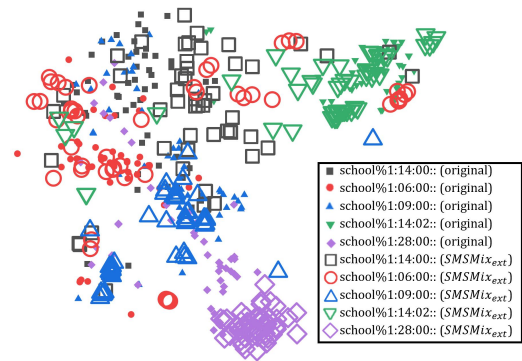 school%1:14:00:: (original)
school%1:06:00:: (original)
school%1:09:00:: (original)
school%1:14:02:: (original)
school%1:28:00:: (original)
school%1:14:00:: (SMSMix_ext)
school%1:06:00:: (SMSMix_ext)
school%1:09:00:: (SMSMix_ext)
school%1:14:02:: (SMSMix_ext)
school%1:28:00:: (SMSMix_ext)